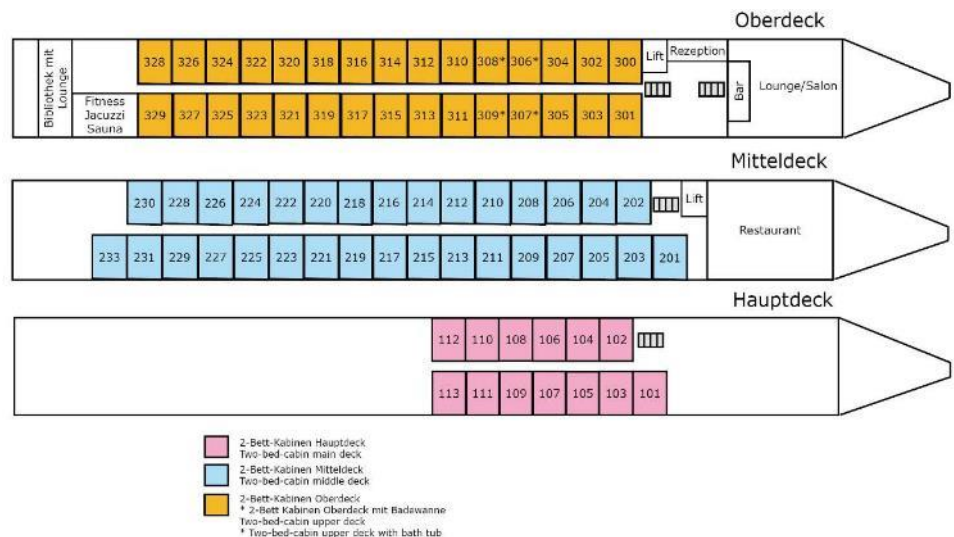 Oberdeck
Bibliothek mit
Lounge
Fitness
Jacuzzi
Sauna
328 326 324 322 320 318 316 314 312 310 308* 306* 304 302 300
Lift
Rezeption
329 327 325 323 321 319 317 315 313 311 309* 307* 305 303 301
Bar
Lounge/Salon
Mitteldeck
230 228 226 224 222 220 218 216 214 212 210 208 206 204 202
Lift
Restaurant
233 231 229 227 225 223 221 219 217 215 213 211 209 207 205 203 201
Hauptdeck
112 110 108 106 104 102
113 111 109 107 105 103 101
2-Bett-Kabinen Hauptdeck
Two-bed-cabin main deck
2-Bett-Kabinen Mitteldeck
Two-bed-cabin middle deck
2-Bett-Kabinen Oberdeck
* 2-Bett Kabinen Oberdeck mit Badewanne
Two-bed-cabin upper deck
* Two-bed-cabin upper deck with bath tub